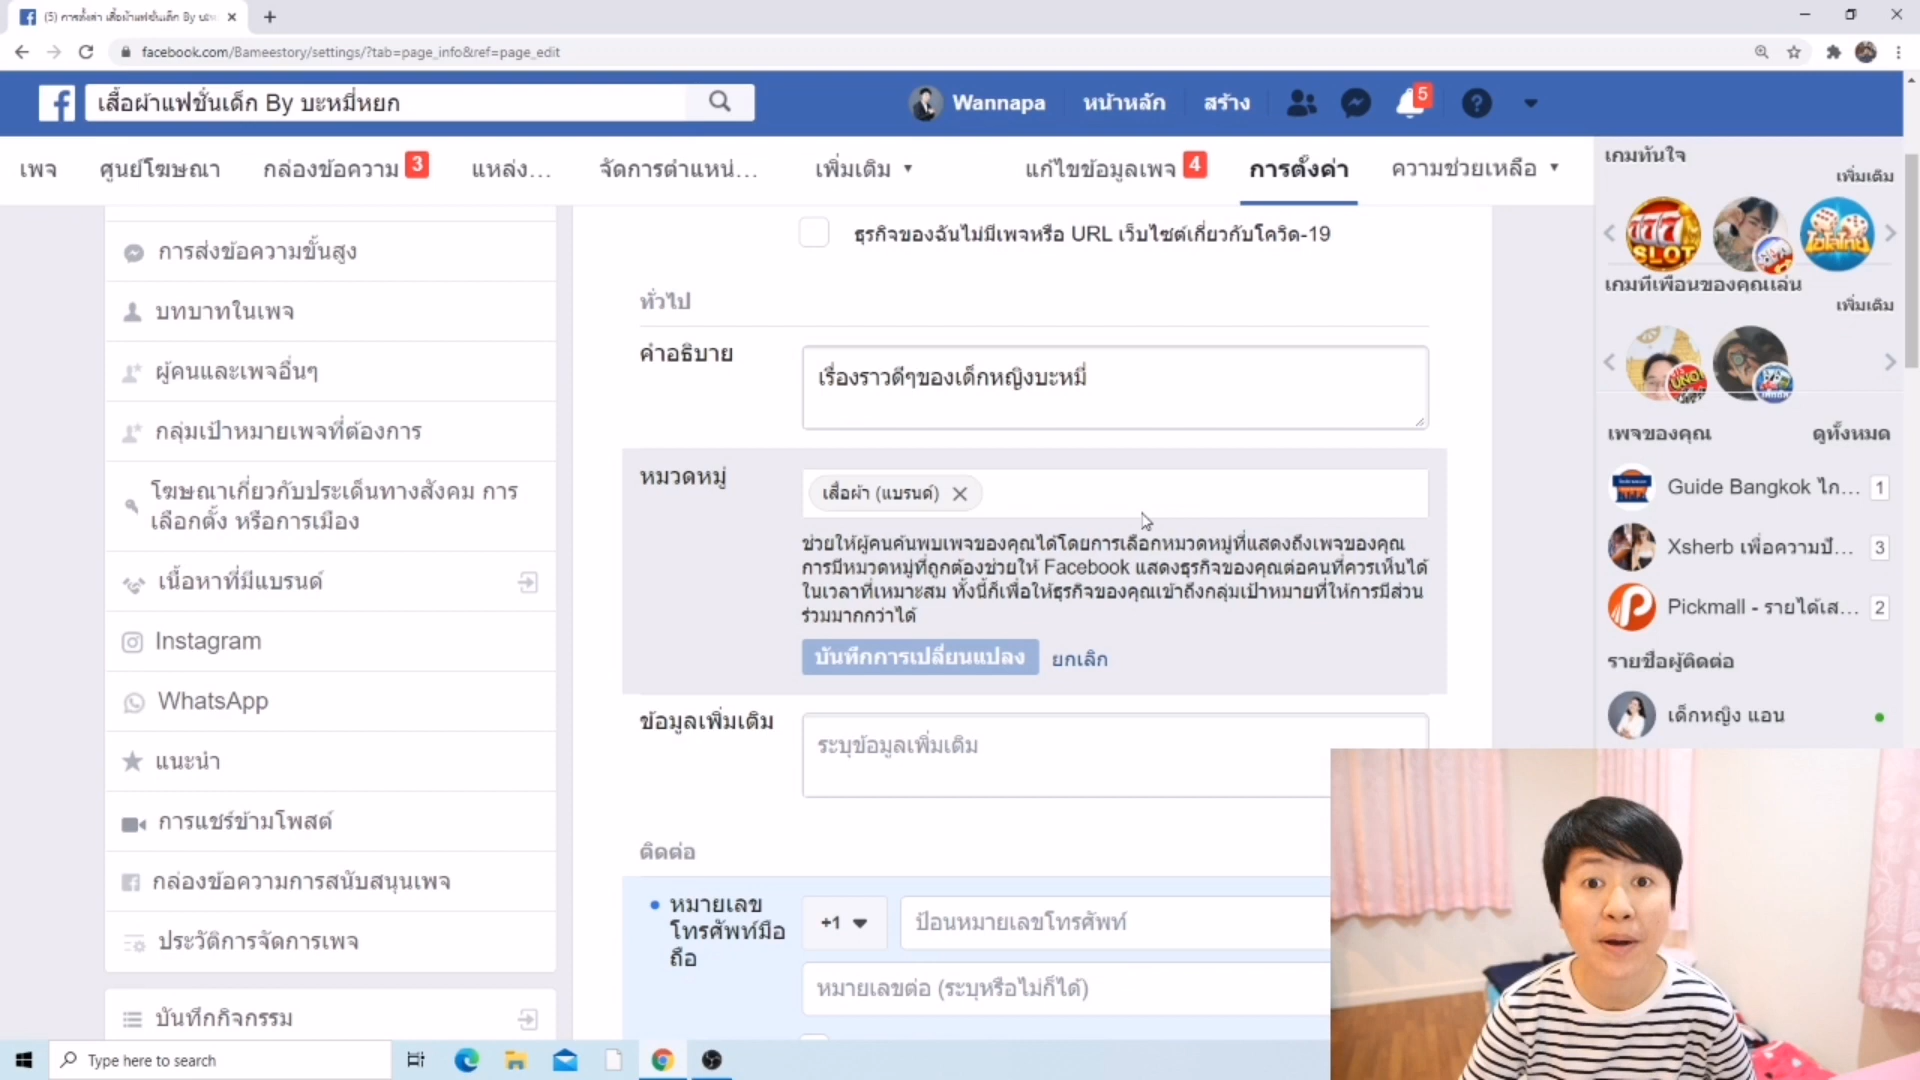 (5) การตั้งค่า เสื้อผ้าแฟชั่นเด็ก By บะห
facebook.com/Bameestory/settings/?tab=page_info&ref=page_edit
เสื้อผ้าแฟชั่นเด็ก By บะหมี่หยก
Wannapa
หน้าหลัก
สร้าง
5
เพจ
ศูนย์โฆษณา
กล่องข้อความ 3
แหล่ง...
จัดการตำแหน่...
เพิ่มเติม
แก้ไขข้อมูลเพจ 4
การตั้งค่า
ความช่วยเหลือ
การส่งข้อความขั้นสูง
บทบาทในเพจ
ผู้คนและเพจอื่นๆ
กลุ่มเป้าหมายเพจที่ต้องการ
โฆษณาเกี่ยวกับประเด็นทางสังคม การ
เลือกตั้ง หรือการเมือง
เนื้อหาที่มีแบรนด์
Instagram
WhatsApp
แนะนำ
การแชร์ข้ามโพสต์
กล่องข้อความการสนับสนุนเพจ
ประวัติการจัดการเพจ
บันทึกกิจกรรม
ธุรกิจของฉันไม่มีเพจหรือ URL เว็บไซต์เกี่ยวกับโควิด-19
ทั่วไป
คำอธิบาย
เรื่องราวดีๆของเด็กหญิงบะหมี่
หมวดหมู่
เสื้อผ้า (แบรนด์)
ช่วยให้ผู้คนค้นพบเพจของคุณได้โดยการเลือกหมวดหมู่ที่แสดงถึงเพจของคุณ
การมีหมวดหมู่ที่ถูกต้องช่วยให้ Facebook แสดงธุรกิจของคุณต่อคนที่ควรเห็นได้
ในเวลาที่เหมาะสม ทั้งนี้ก็เพื่อให้ธุรกิจของคุณเข้าถึงกลุ่มเป้าหมายที่ให้การมีส่วน
ร่วมมากกว่าได้
บันทึกการเปลี่ยนแปลง
ยกเลิก
ข้อมูลเพิ่มเติม
ระบุข้อมูลเพิ่มเติม
ติดต่อ
หมายเลข
โทรศัพท์มือ
ถือ
+1
ป้อนหมายเลขโทรศัพท์
หมายเลขต่อ (ระบุหรือไม่ก็ได้)
เกมทันใจ
เพิ่มเติม
777
SLOT
ไฮโลไทย
เกมที่เพื่อนของคุณเล่น
เพิ่มเติม
UNO
เพจของคุณ
ดูทั้งหมด
Guide Bangkok ไก... 1
Xsherb เพื่อความป็... 3
Pickmall - รายได้เส... 2
รายชื่อผู้ติดต่อ
เด็กหญิง แอน
Type here to search